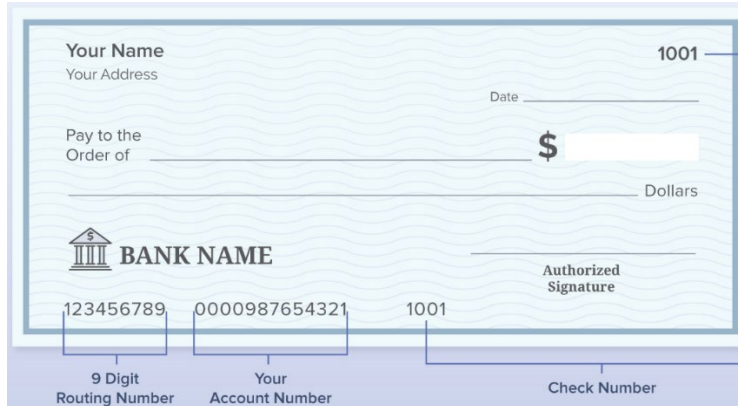 Your Name
1001
Your Address
Date
Pay to the
Order of
$
Dollars
$
BANK NAME
Authorized
Signature
123456789 0000987654321 1001
9 Digit
Routing Number
Your
Account Number
Check Number